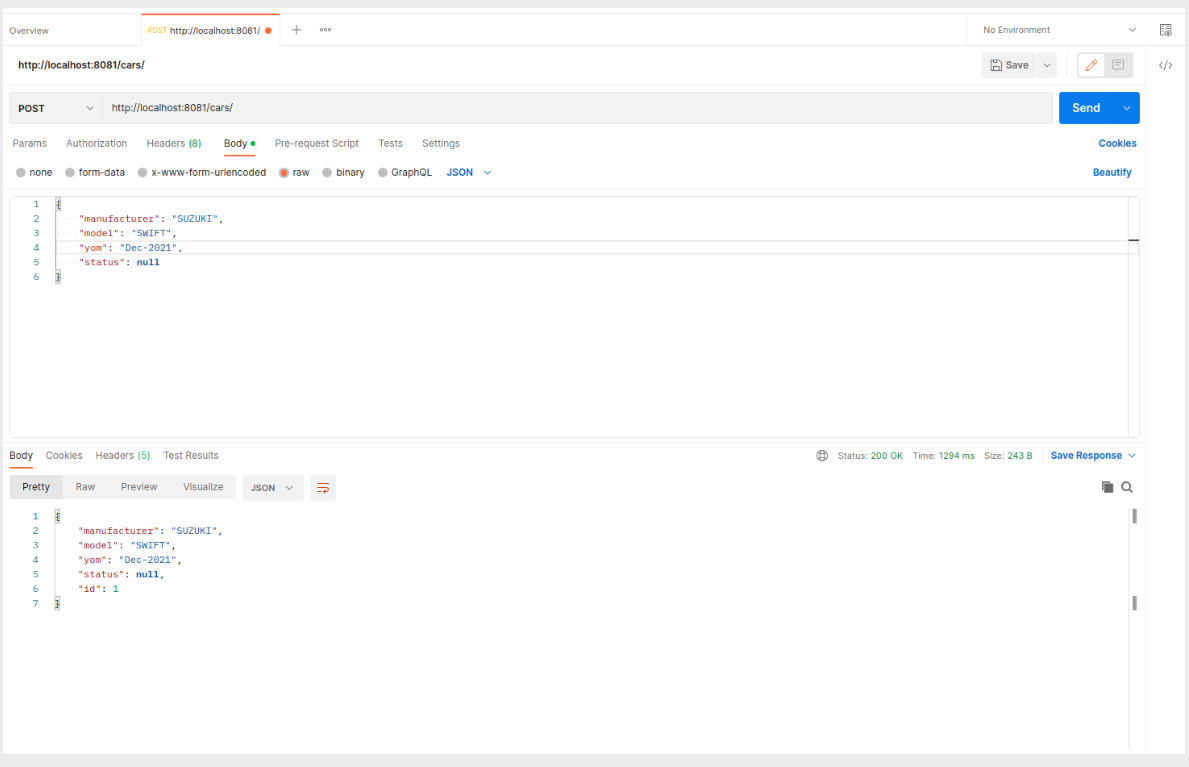 Overview POST http://localhost:8081/ No Environment
http://localhost:8081/cars/ Save
POST http://localhost:8081/cars/ Send
Params Authorization Headers (8) Body Pre-request Script Tests Settings Cookies
none form-data x-www-form-urlencoded raw binary GraphQL JSON Beautify
1 {
2 "manufacturer": "SUZUKI",
3 "model": "SWIFT",
4 "yom": "Dec-2021",
5 "status": null
6 }
Body Cookies Headers (5) Test Results Status: 200 OK Time: 1294 ms Size: 243 B Save Response
Pretty Raw Preview Visualize JSON
1 {
2 "manufacturer": "SUZUKI",
3 "model": "SWIFT",
4 "yom": "Dec-2021",
5 "status": null,
6 "id": 1
7 }